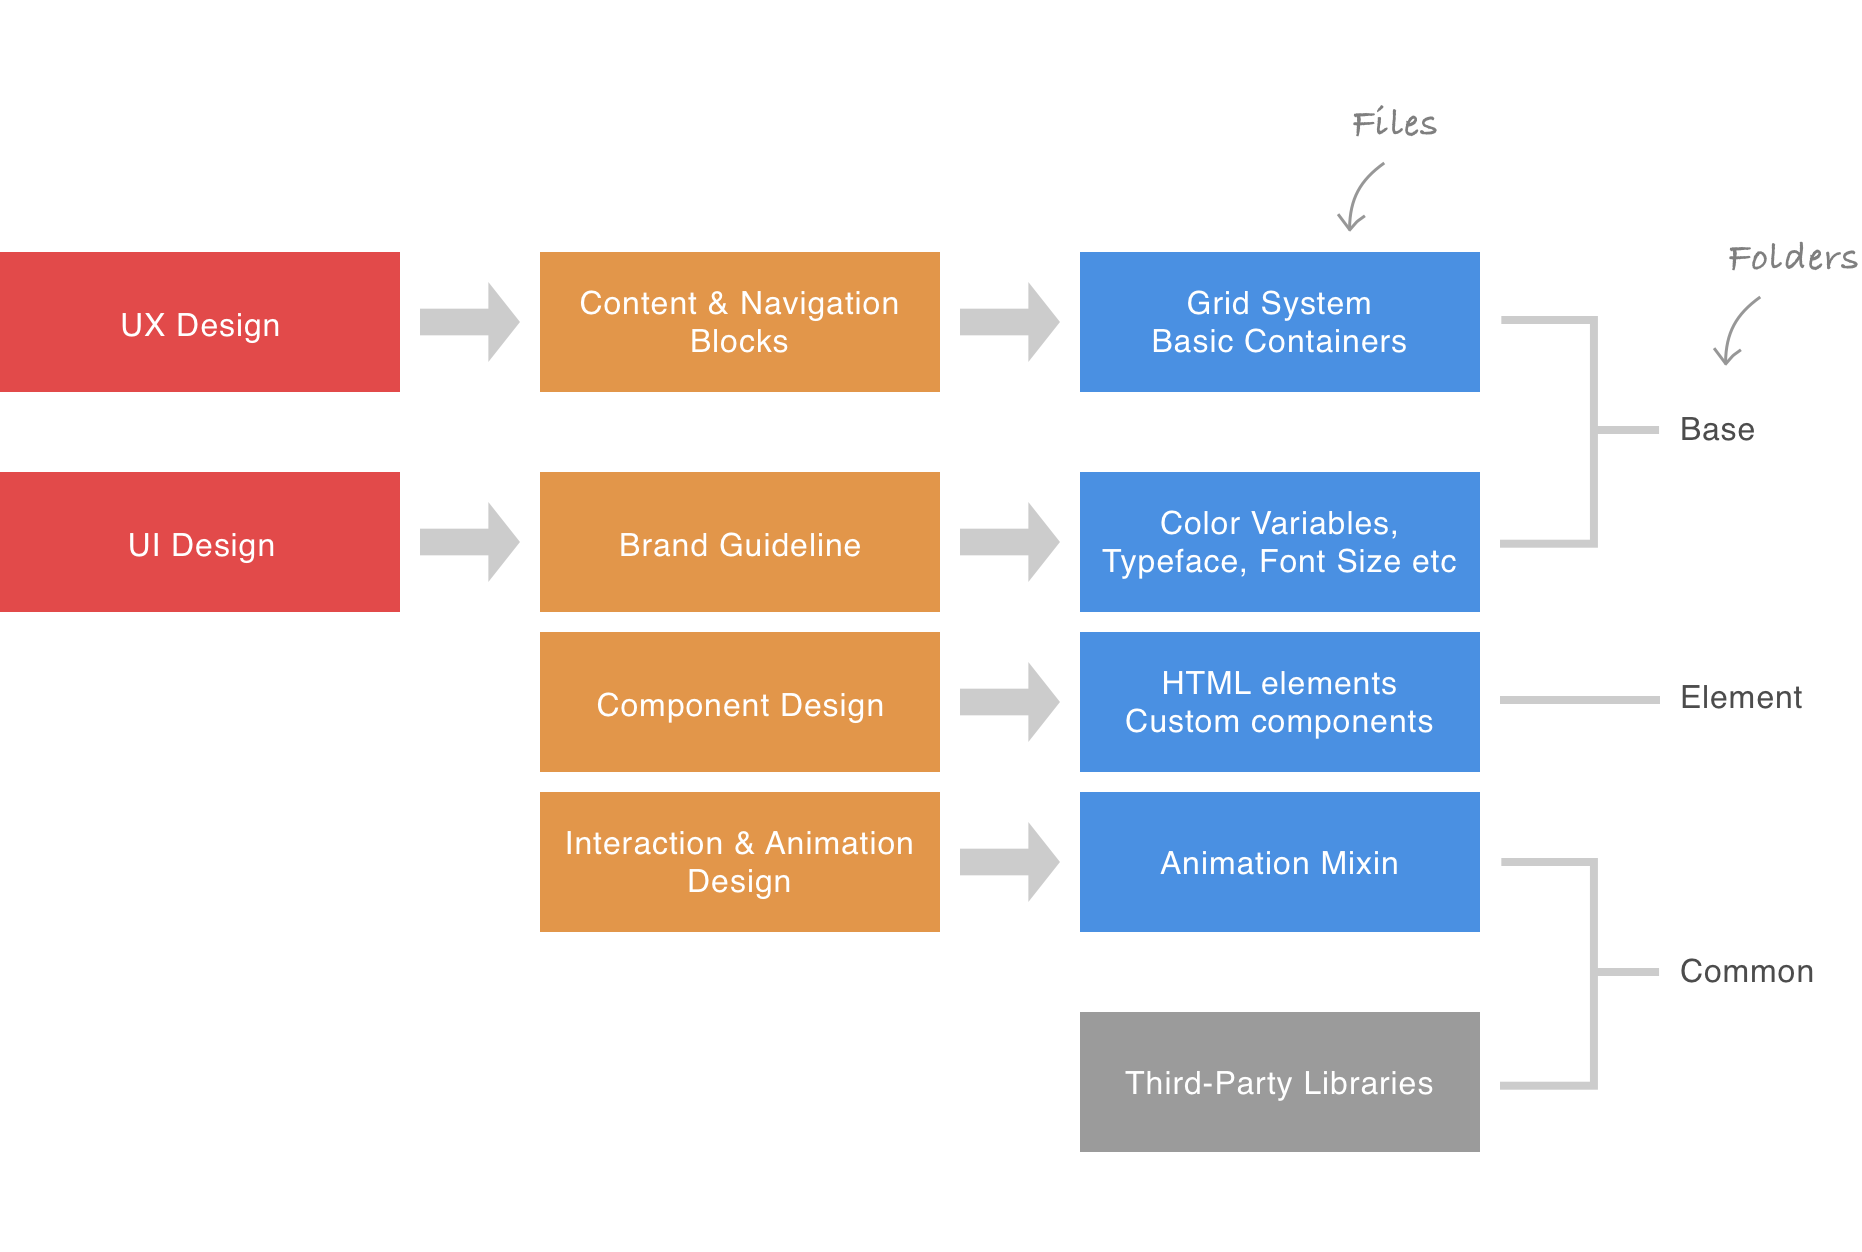 Files
Folders
UX Design
Content & Navigation
Blocks
Grid System
Basic Containers
Base
UI Design
Brand Guideline
Color Variables,
Typeface, Font Size etc
Component Design
HTML elements
Custom components
Element
Interaction & Animation
Design
Animation Mixin
Common
Third-Party Libraries